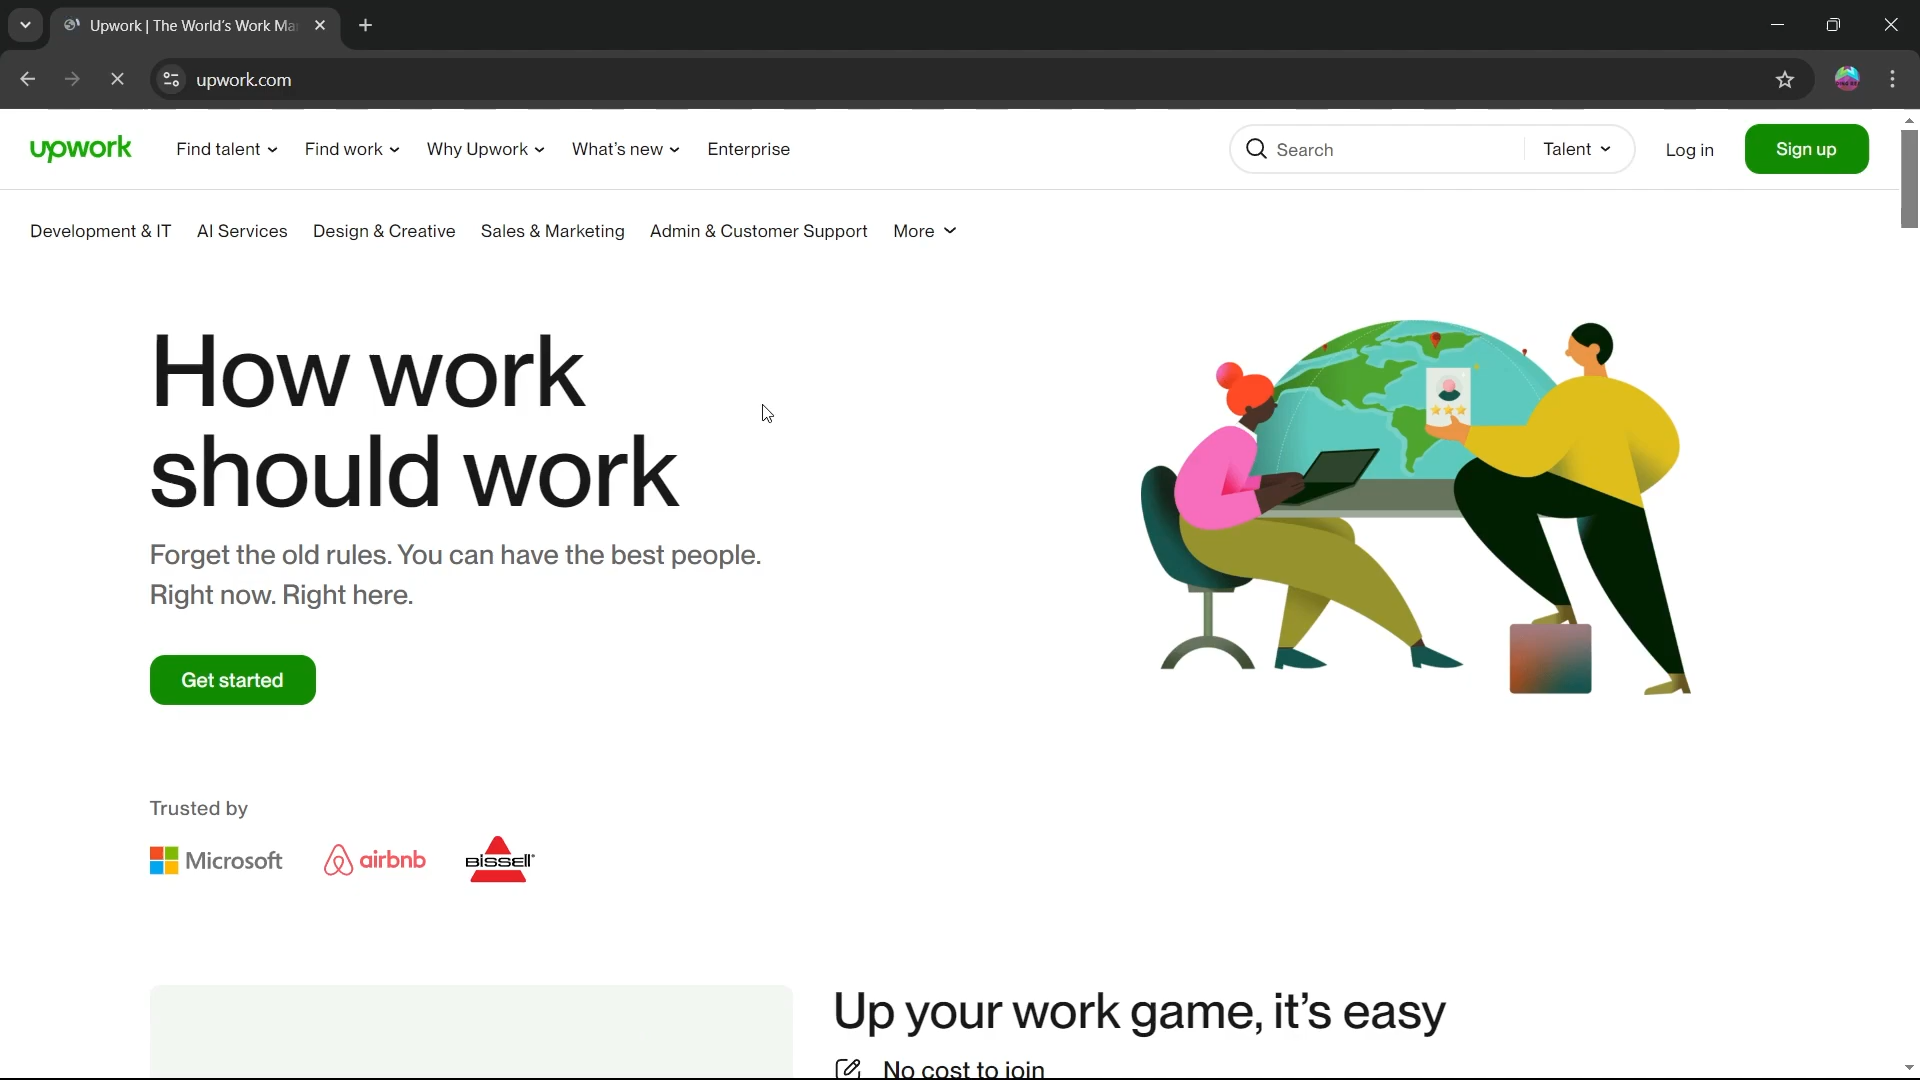 Upwork | The World's Work Ma
upwork.com
upwork Find talent Find work Why Upwork What's new Enterprise Search Talent Log in Sign up
Development & IT AI Services Design & Creative Sales & Marketing Admin & Customer Support More
How work
should work
Forget the old rules. You can have the best people.
Right now. Right here.
Get started
Trusted by
Microsoft airbnb BISSELL
Up your work game, it's easy
No cost to join